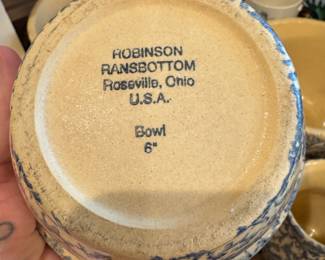 ROBINSON
RANSBOTTOM
Roseville, Ohio
U.S.A.
Bowl
6"